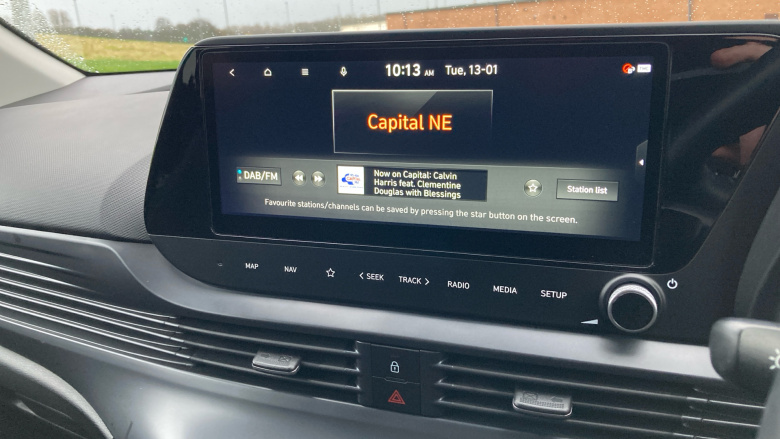 10:13 AM Tue, 13-01
Capital NE
DAB/FM
Now on Capital: Calvin
Harris feat. Clementine
Douglas with Blessings
Station list
Favourite stations/channels can be saved by pressing the star button on the screen.
MAP NAV < SEEK TRACK > RADIO MEDIA SETUP